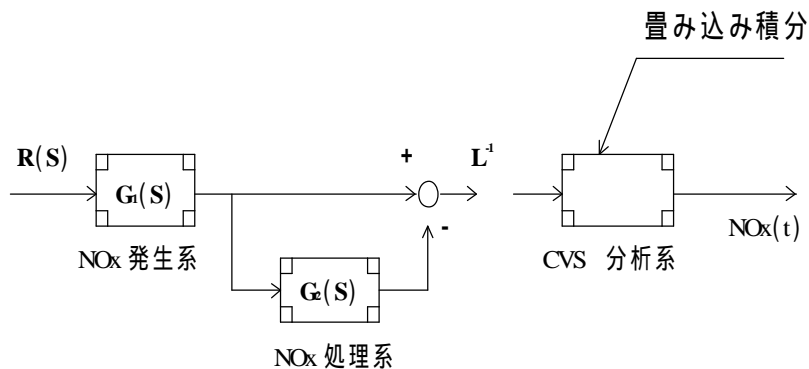 畳み込み積分
R(S)
G1(S)
+
L-1
-
NOx 発生系
G2(S)
NOx 処理系
CVS 分析系
NOx(t)